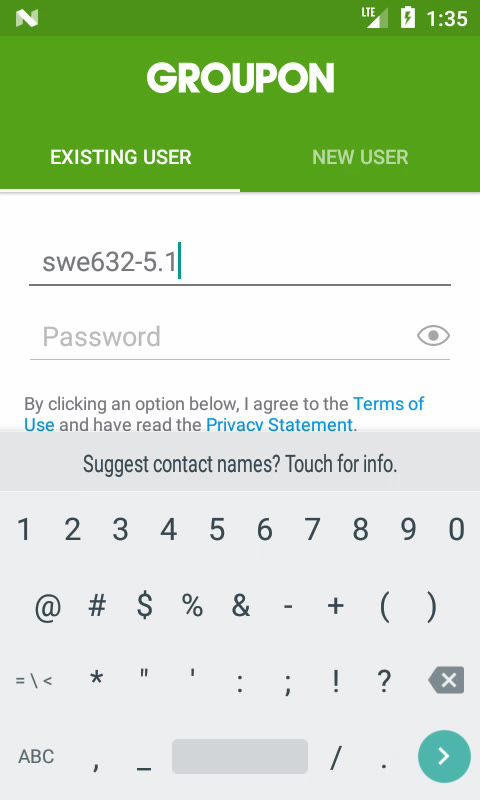 LTE 1:35
GROUPON
EXISTING USER NEW USER
swe632-5.1
Password
By clicking an option below, I agree to the Terms of
Use and have read the Privacy Statement.
Suggest contact names? Touch for info.
1 2 3 4 5 6 7 8 9 0
@ # $ % & - + ( )
= \ < * " ' : ; ! ?
ABC , _ / .